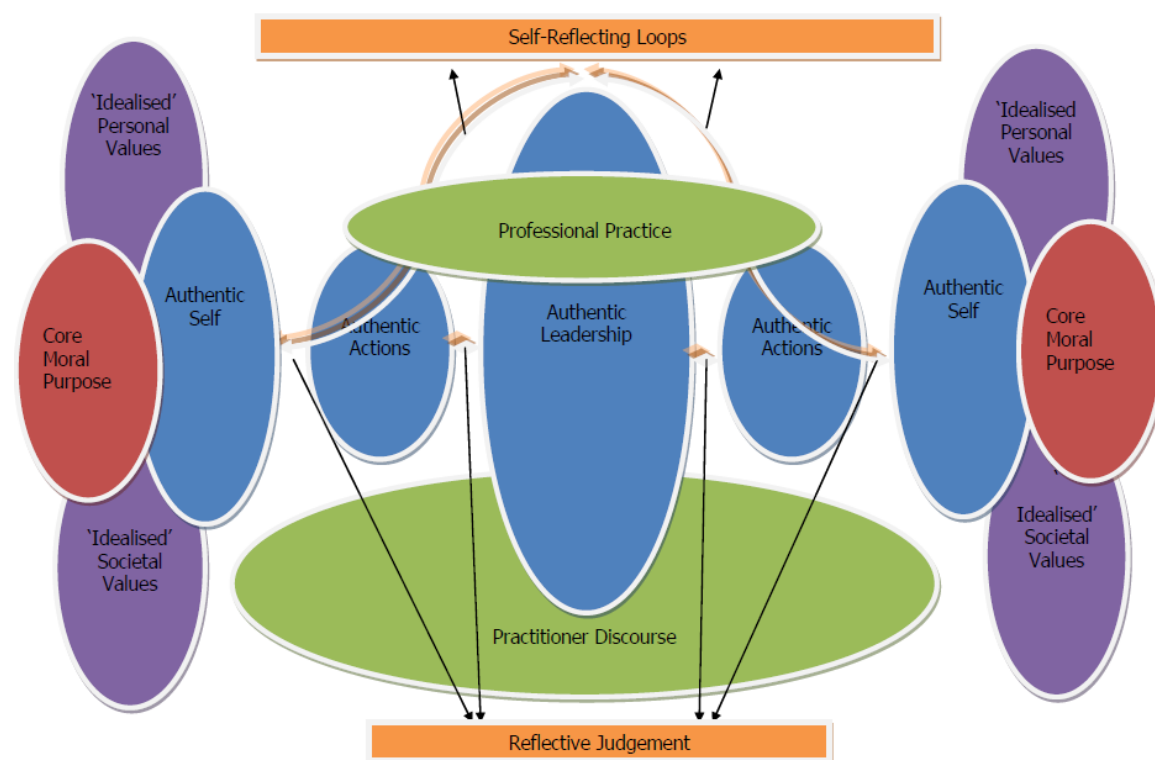 Self-Reflecting Loops
‘Idealised’
Personal
Values
‘Idealised
Personal
Values
Professional Practice
Authentic
Self
Authentic
Actions
Authentic
Leadership
Authentic
Actions
Authentic
Self
Core
Moral
Purpose
Core
Moral
Purpose
‘Idealised’
Societal
Values
Idealised’
Societal
Values
Practitioner Discourse
Reflective Judgement